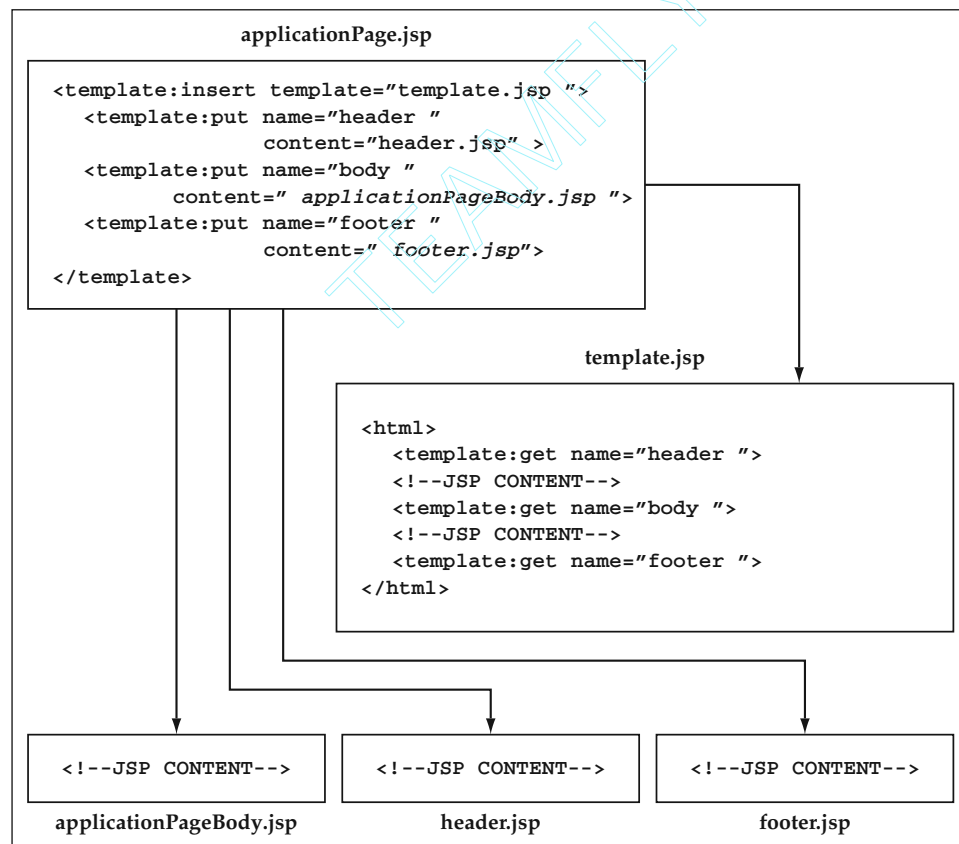 applicationPage.jsp
<template:insert template=”template.jsp ”>
<template:put name=”header ”
content=”header.jsp” >
<template:put name=”body ”
content=” applicationPageBody.jsp ”>
<template:put name=”footer ”
content=” footer.jsp”>
</template>
TEAMFLY
template.jsp
<html>
<template:get name=”header ”>
<!--JSP CONTENT-->
<template:get name=”body ”>
<!--JSP CONTENT-->
<template:get name=”footer ”>
</html>
<!--JSP CONTENT-->
<!--JSP CONTENT-->
<!--JSP CONTENT-->
applicationPageBody.jsp
header.jsp
footer.jsp